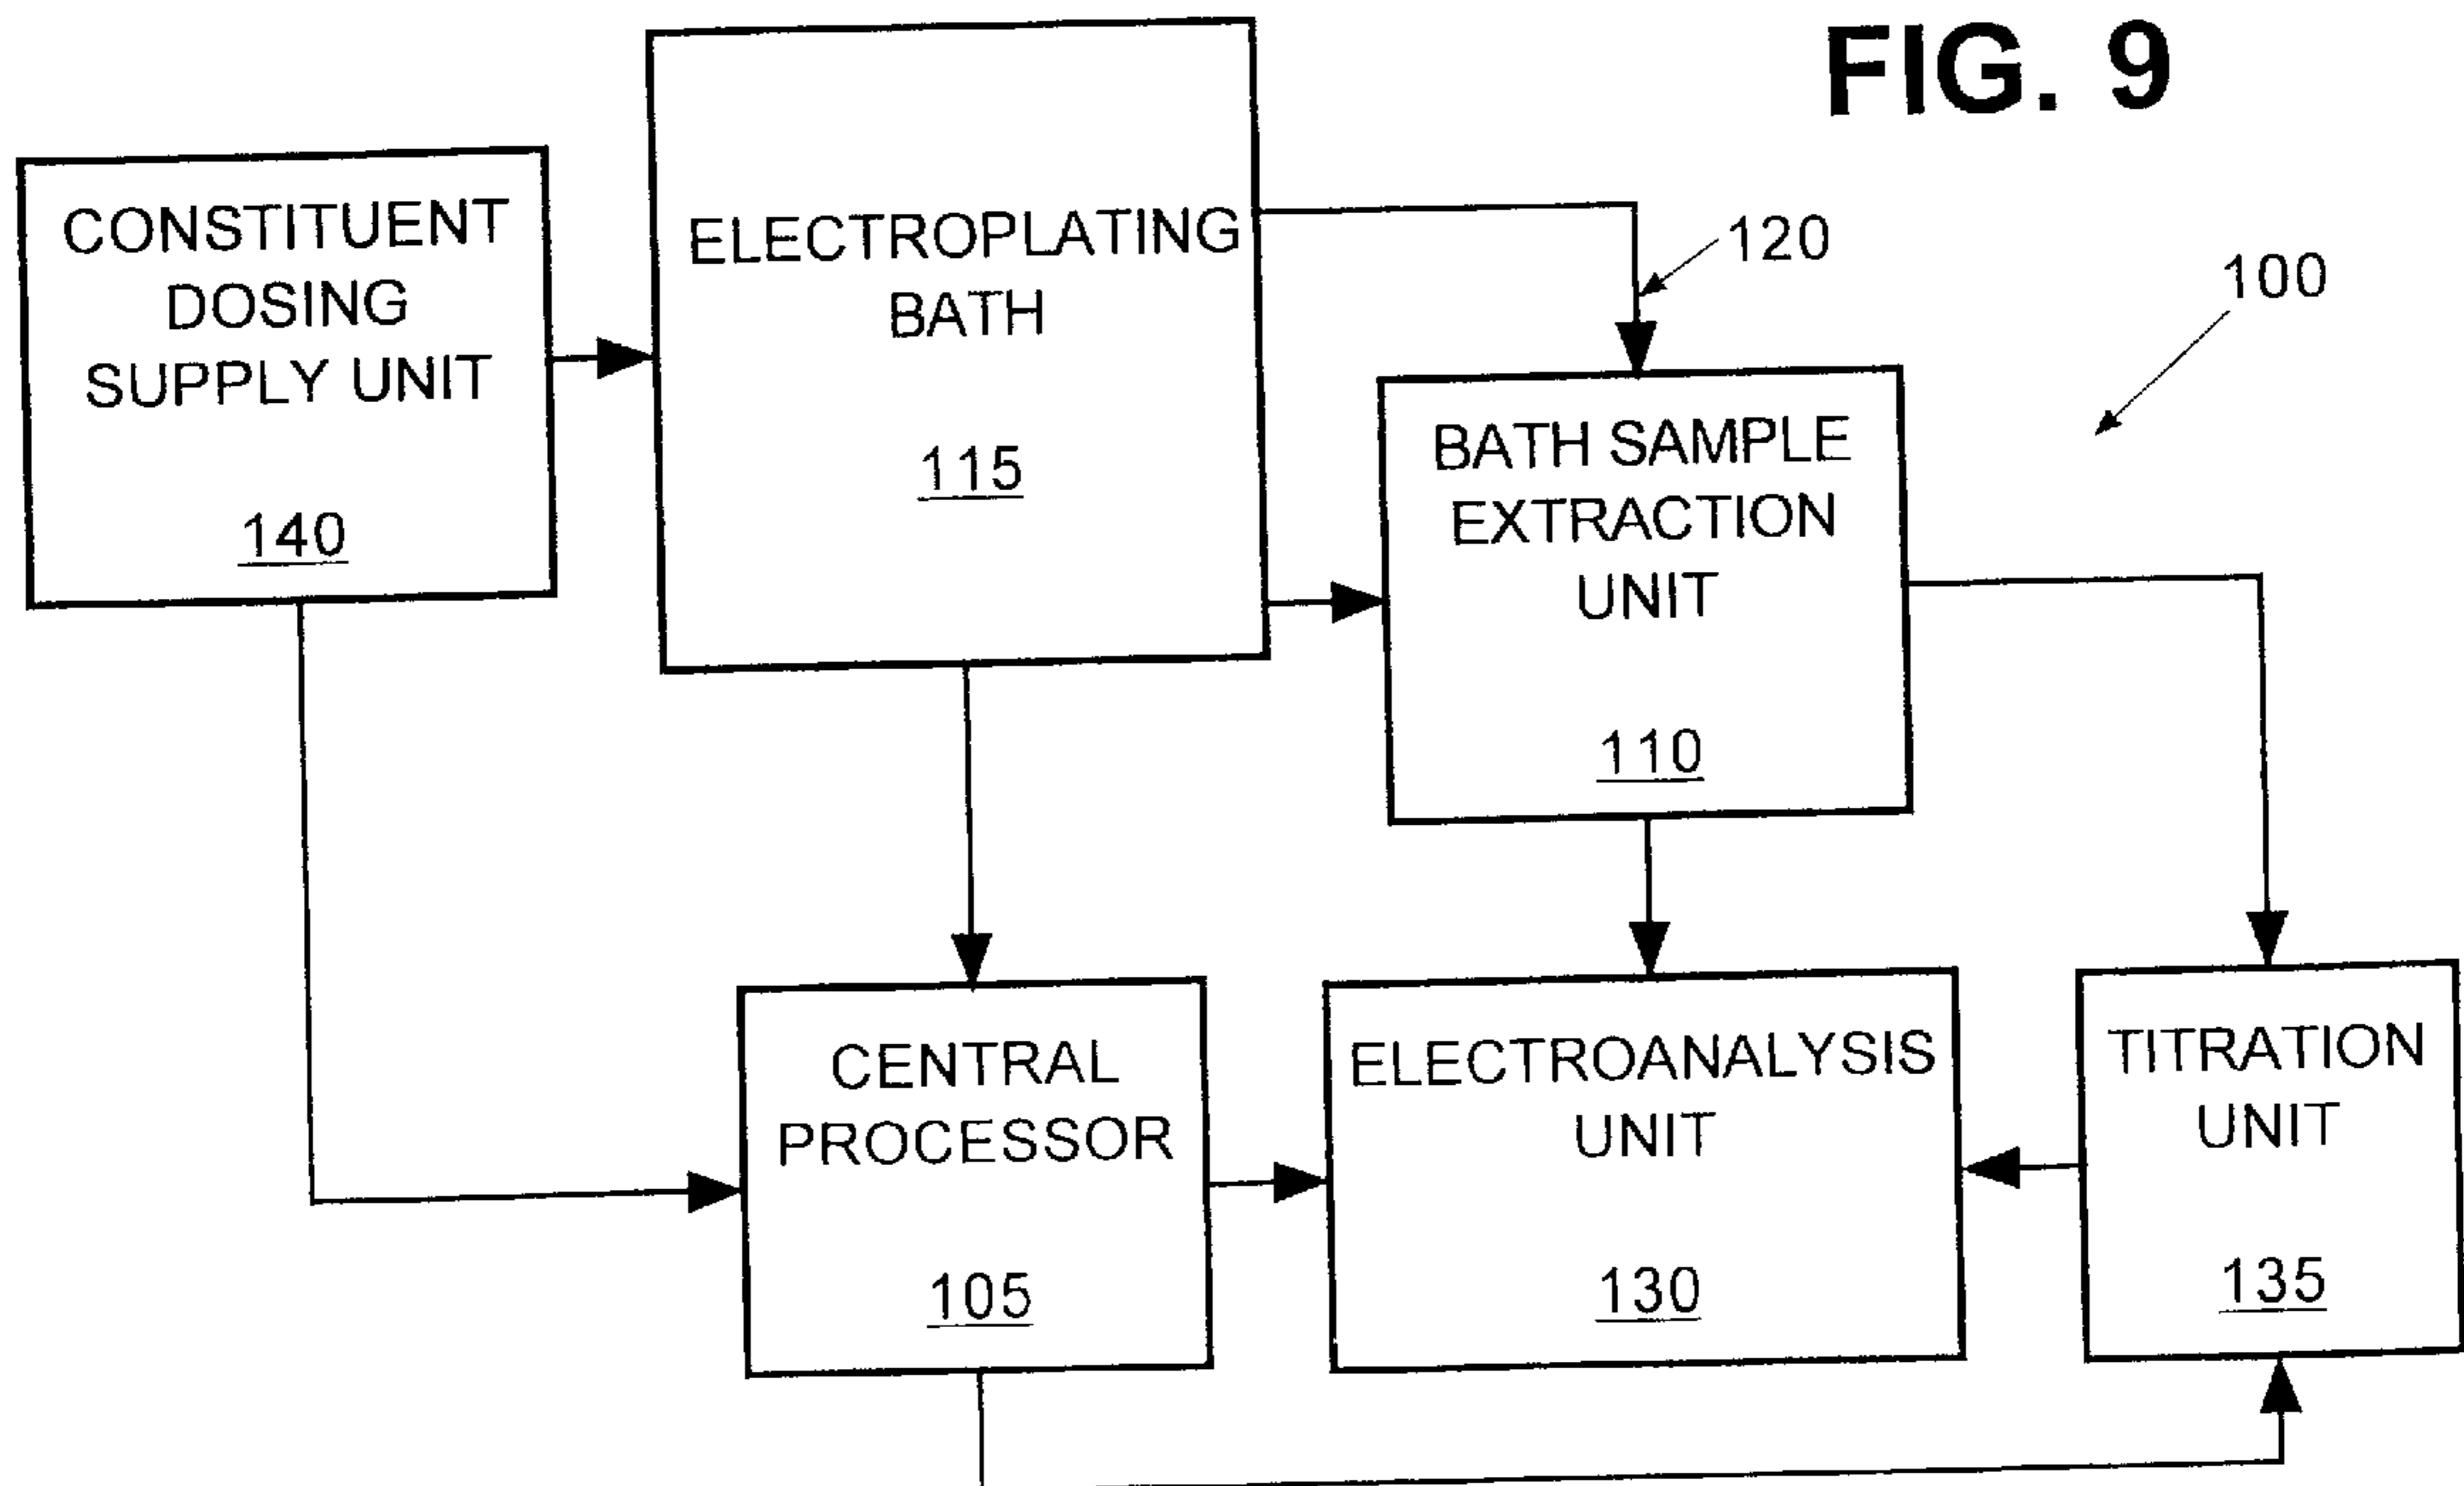 FIG. 9
CONSTITUENT
DOSING
SUPPLY UNIT
140
ELECTROPLATING
BATH
115
120
100
BATH SAMPLE
EXTRACTION
UNIT
110
CENTRAL
PROCESSOR
105
ELECTROANALYSIS
UNIT
130
TITRATION
UNIT
135